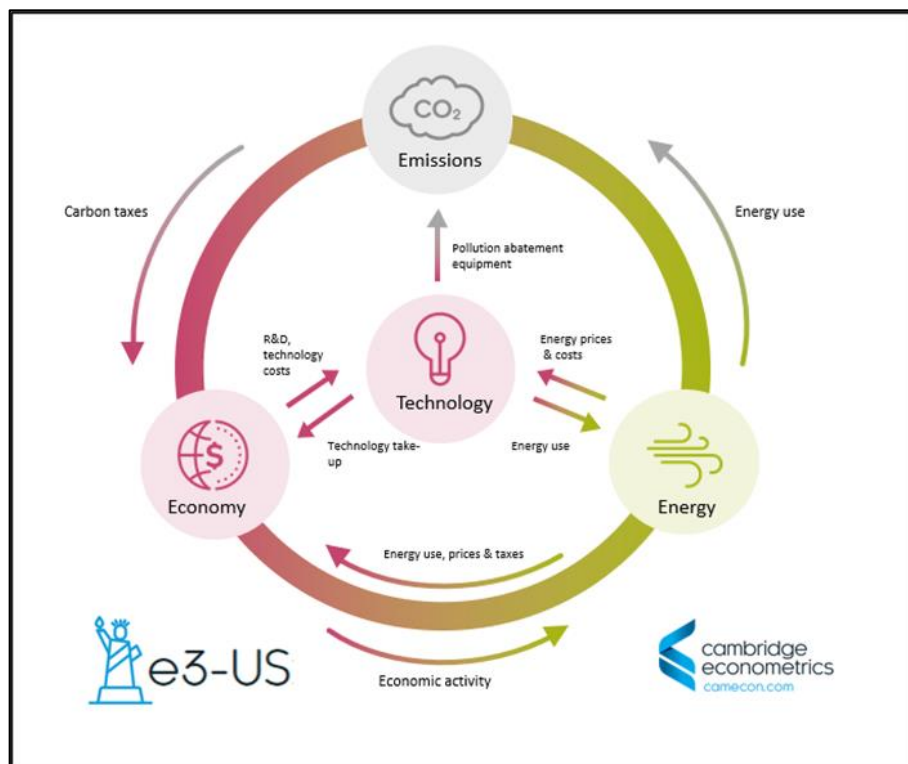 CO₂
Emissions
Carbon taxes
Energy use
Pollution abatement
equipment
R&D,
technology
costs
Energy prices
& costs
Technology
Technology take-
up
Energy use
$
Economy
Energy
Energy use, prices & taxes
Economic activity
e3-US
cambridge
econometrics
camecon.com